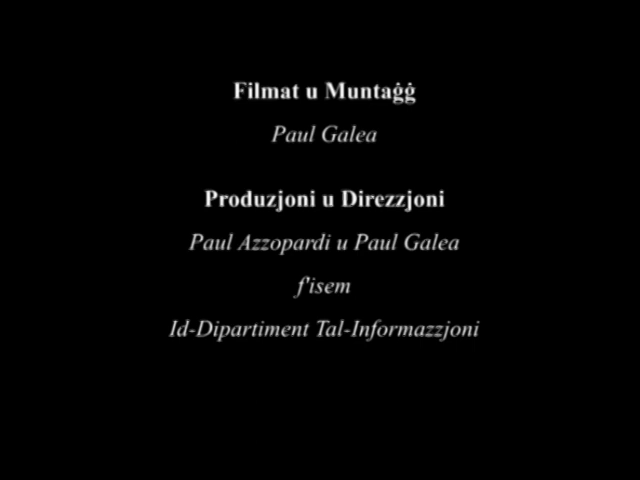 Filmat u Muntaġġ
Paul Galea
Produzjoni u Direzzjoni
Paul Azzopardi u Paul Galea
f'isem
Id-Dipartiment Tal-Informazzjoni